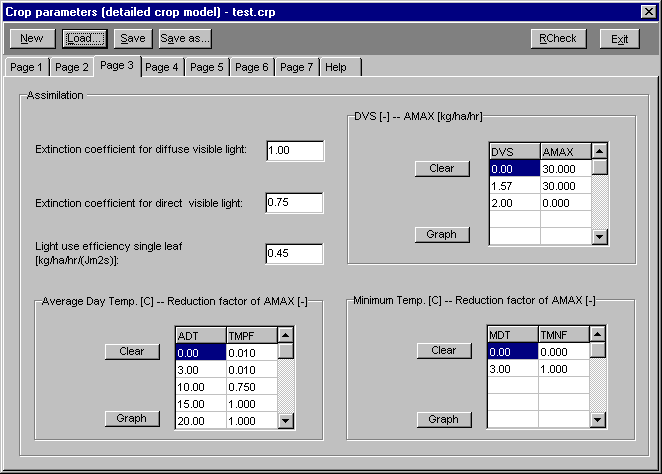 Crop parameters (detailed crop model) - test.crp
New Load... Save Save as... RCheck Exit
Page 1 Page 2 Page 3 Page 4 Page 5 Page 6 Page 7 Help
Assimilation
Extinction coefficient for diffuse visible light: 1.00
Extinction coefficient for direct visible light: 0.75
Light use efficiency single leaf
[kg/ha/hr/(Jm2s)]: 0.45
DVS [-] -- AMAX [kg/ha/hr]
Clear
Graph
DVS AMAX
0.00 30.000
1.57 30.000
2.00 0.000
Average Day Temp. [C] -- Reduction factor of AMAX [-]
Clear
Graph
ADT TMPF
0.00 0.010
3.00 0.010
10.00 0.750
15.00 1.000
20.00 1.000
Minimum Temp. [C] -- Reduction factor of AMAX [-]
Clear
Graph
MDT TMNF
0.00 0.000
3.00 1.000